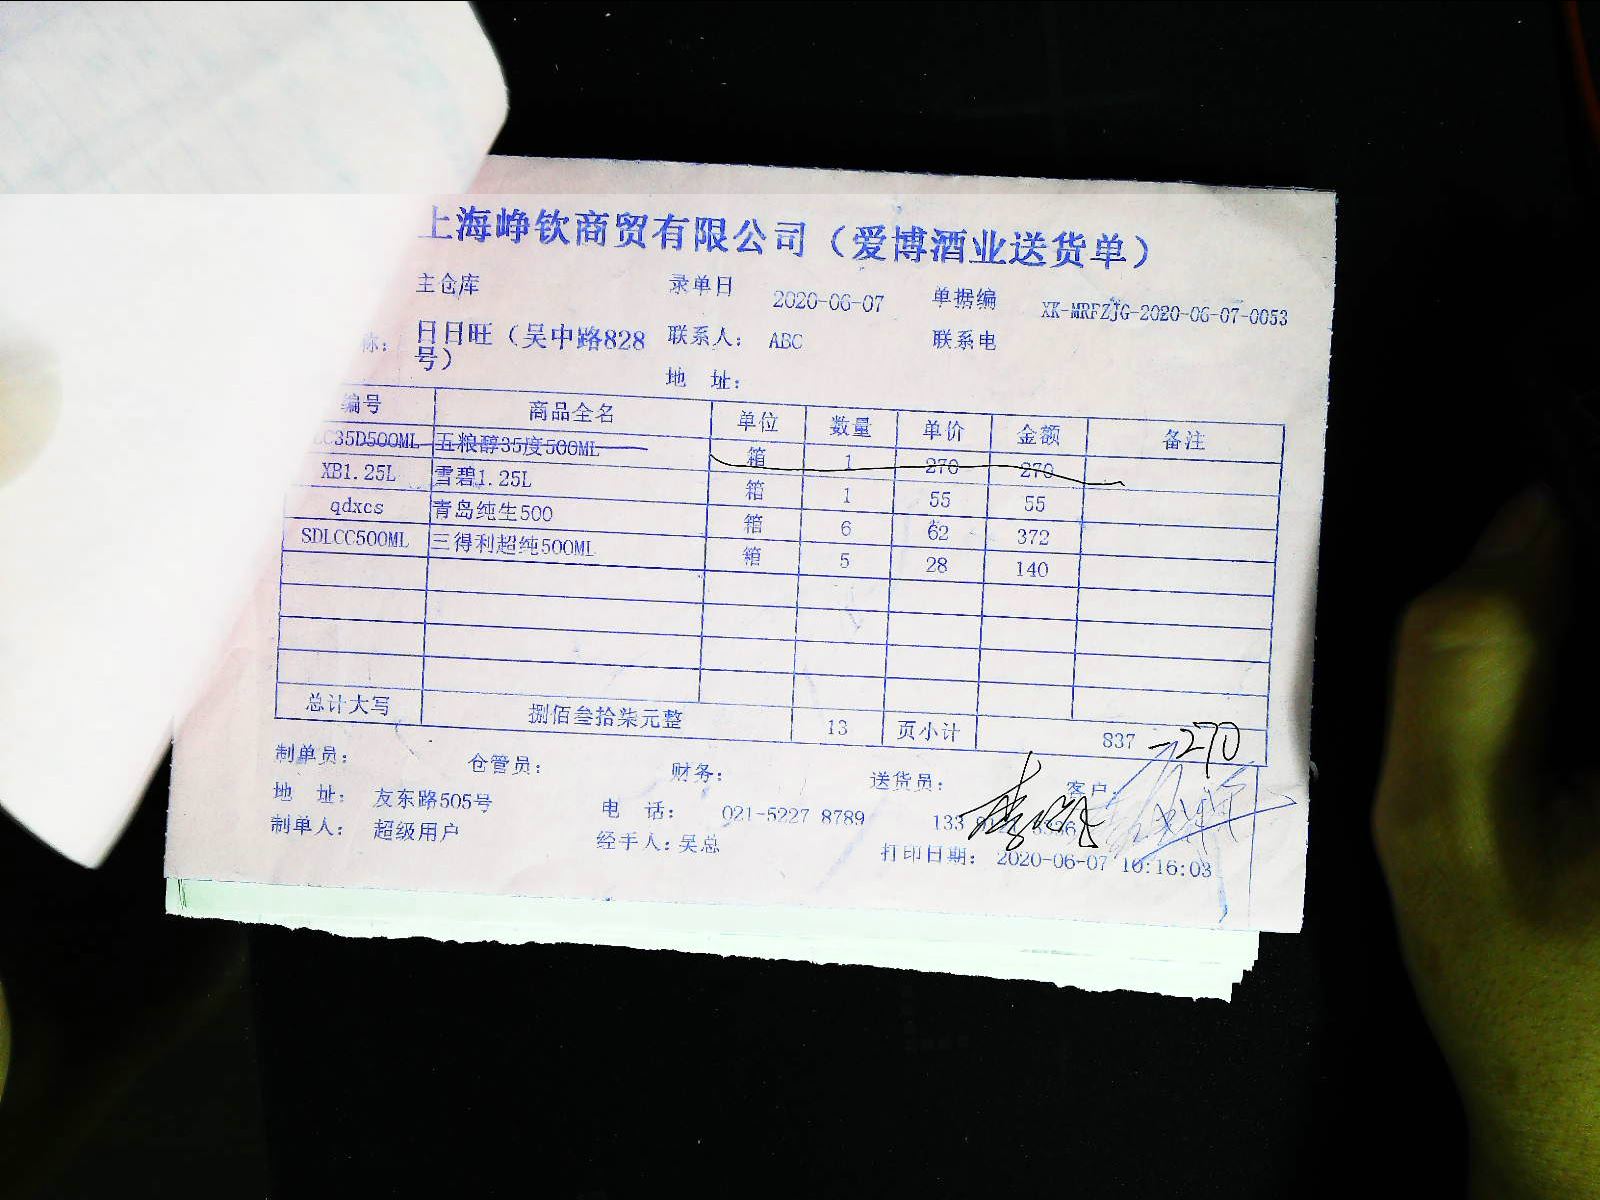 上海峥钦商贸有限公司（爱博酒业送货单）
主仓库 录单日 2020-06-07 单据编 XK-MRFZJG-2020-06-07-0053
称： 日日旺（吴中路828号） 联系人： ABC 联系电
地 址：
编号 商品全名 单位 数量 单价 金额 备注
C35D500ML 五粮醇35度500ML 箱 1 270 270
XB1.25L 雪碧1.25L 箱 1 55 55
qdxcs 青岛纯生500 箱 6 62 372
SDLCC500ML 三得利超纯500ML 箱 5 28 140
总计大写 捌佰叁拾柒元整 13 页小计 837 -270
制单员： 仓管员： 财务： 送货员： 客户：
地 址： 友东路505号 电 话： 021-5227 8789 133
制单人： 超级用户 经手人：吴总 打印日期： 2020-06-07 10:16:03